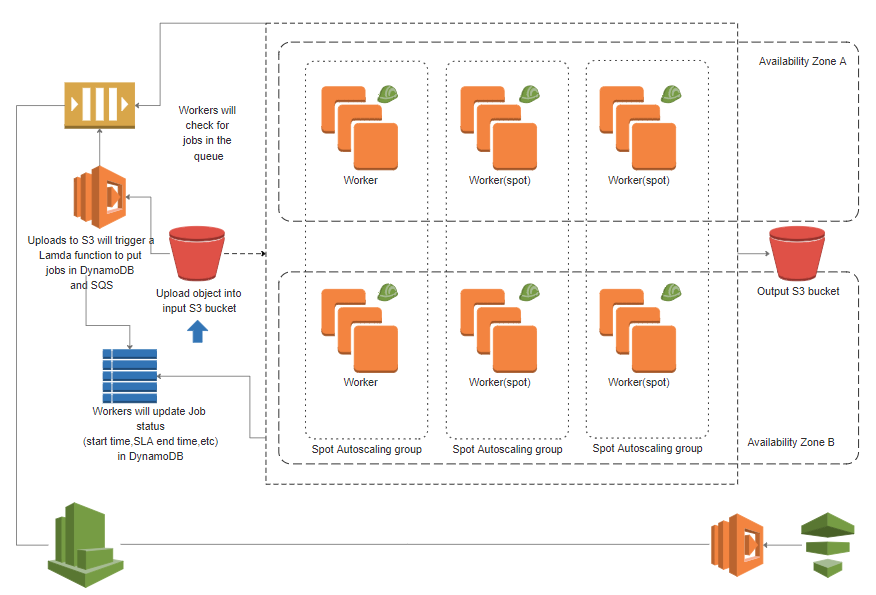 Availability Zone A
Workers will
check for
jobs in the
queue
Worker
Worker(spot)
Worker(spot)
Uploads to S3 will trigger a
Lamda function to put
jobs in DynamoDB
and SQS
Upload object into
input S3 bucket
Output S3 bucket
Worker
Worker(spot)
Worker(spot)
Workers will update Job
status
(start time,SLA end time,etc)
in DynamoDB
Availability Zone B
Spot Autoscaling group
Spot Autoscaling group
Spot Autoscaling group